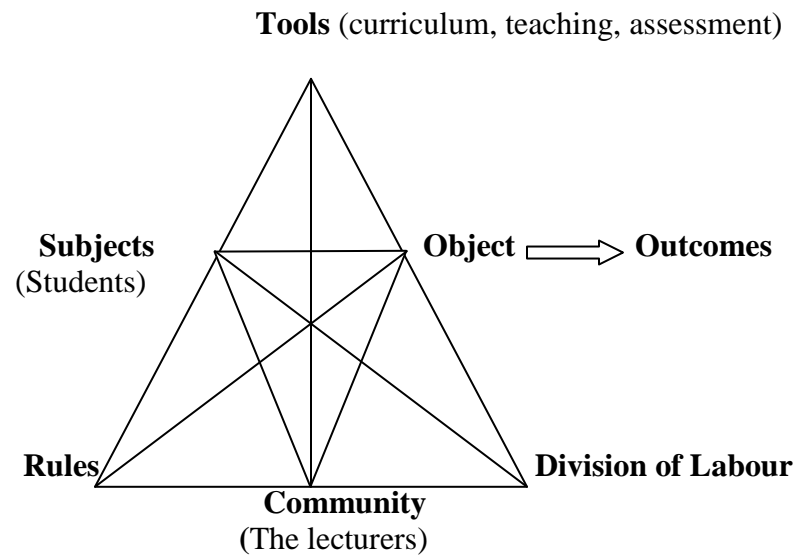 Tools (curriculum, teaching, assessment)
Subjects
(Students)
Object
Outcomes
Rules
Division of Labour
Community
(The lecturers)